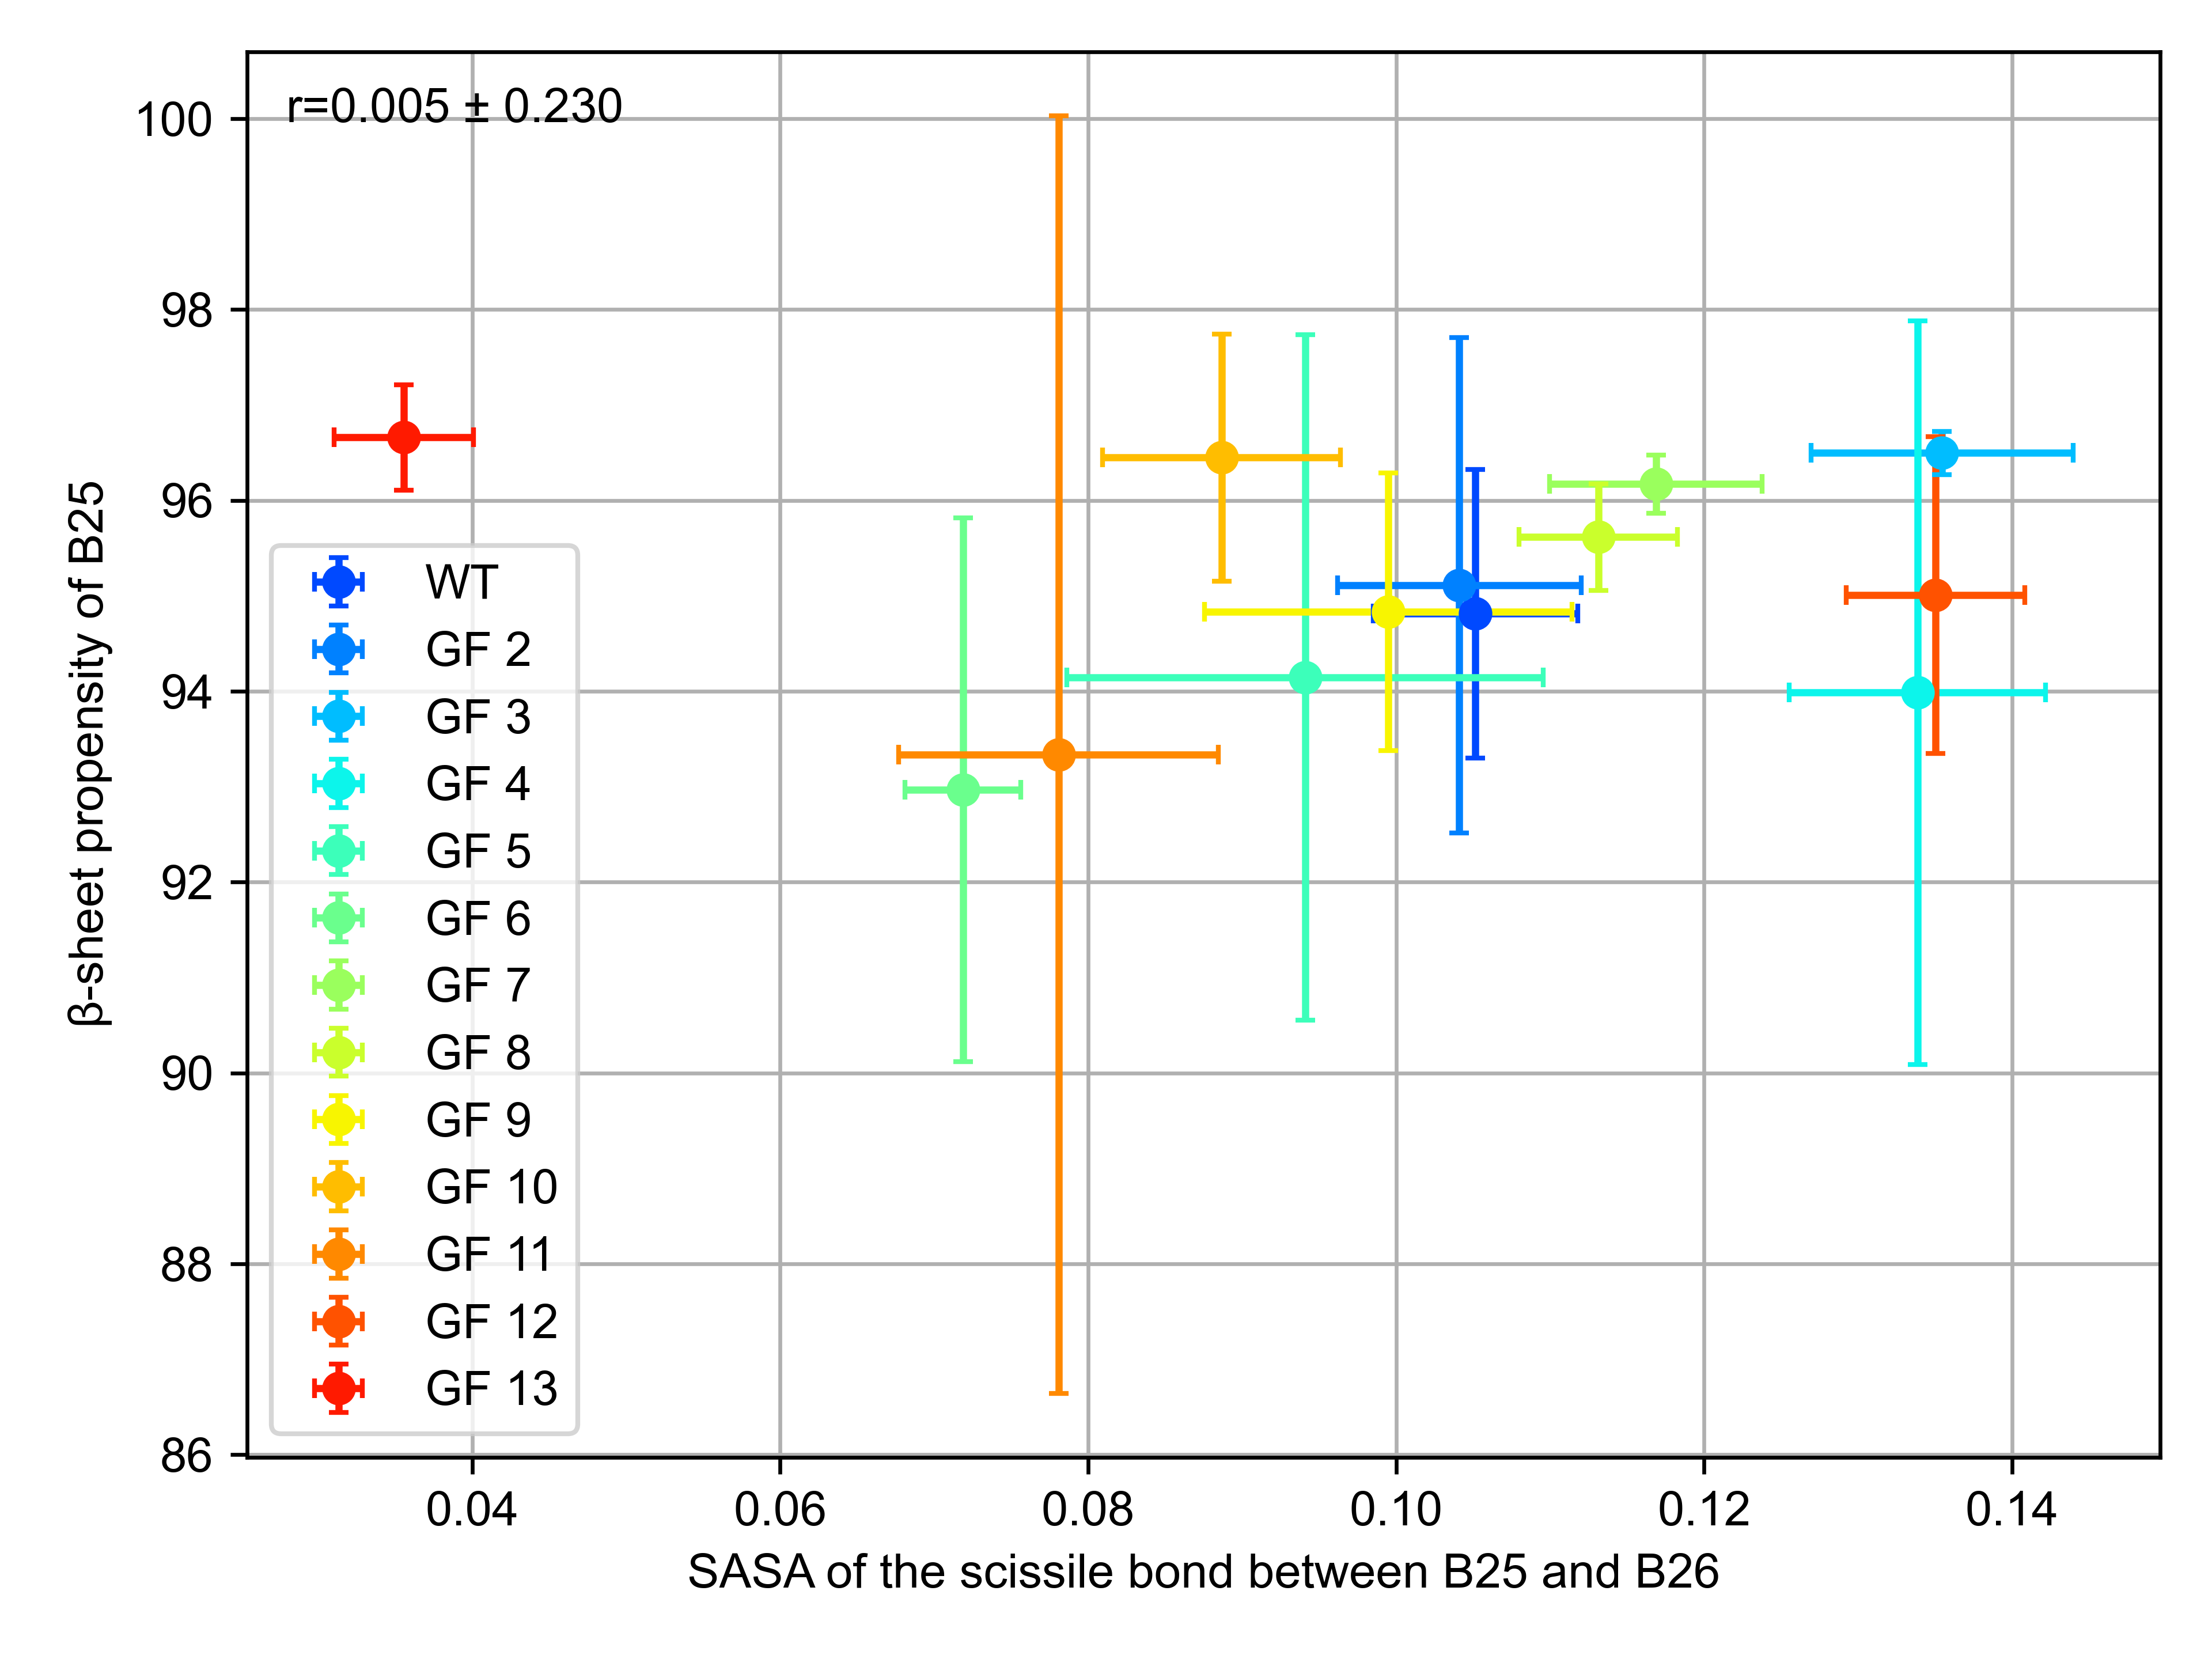 r=0.005 ± 0.230
100
98
96
94
92
90
88
86
β-sheet propensity of B25
WT
GF 2
GF 3
GF 4
GF 5
GF 6
GF 7
GF 8
GF 9
GF 10
GF 11
GF 12
GF 13
0.04 0.06 0.08 0.10 0.12 0.14
SASA of the scissile bond between B25 and B26